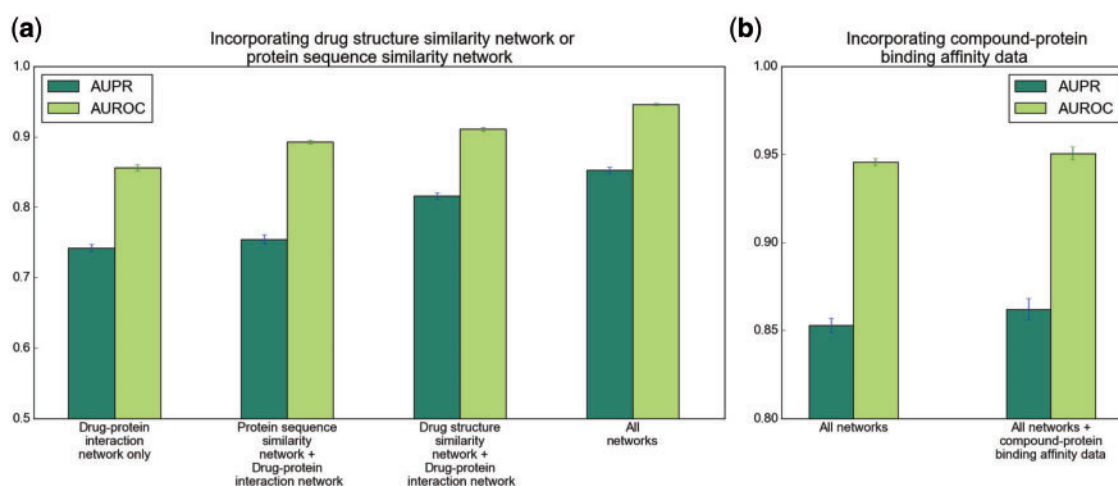 (a)
Incorporating drug structure similarity network or
protein sequence similarity network
1.0
0.9
0.8
0.7
0.6
0.5
AUPR
AUROC
Drug-protein
interaction
network only
Protein sequence
similarity
network +
Drug-protein
interaction network
Drug structure
similarity
network +
Drug-protein
interaction network
All
networks
(b)
Incorporating compound-protein
binding affinity data
1.00
0.95
0.90
0.85
0.80
AUPR
AUROC
All networks
All networks +
compound-protein
binding affinity data